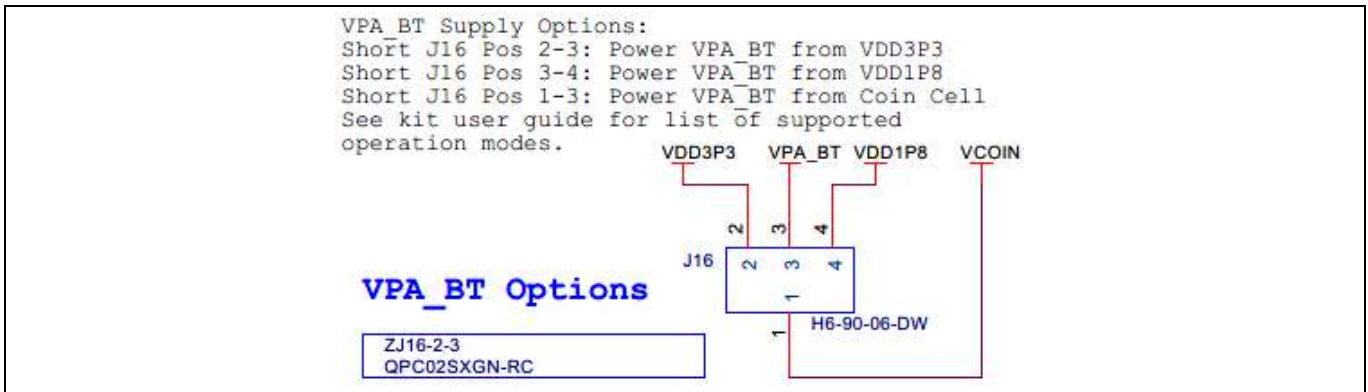 VPA_BT Supply Options:
Short J16 Pos 2-3: Power VPA_BT from VDD3P3
Short J16 Pos 3-4: Power VPA_BT from VDD1P8
Short J16 Pos 1-3: Power VPA_BT from Coin Cell
See kit user guide for list of supported
operation modes.
VDD3P3 VPA_BT VDD1P8 VCOIN
2 3 4
J16
2 3 4
1
VPA_BT Options
H6-90-06-DW
1
ZJ16-2-3
QPC02SXGN-RC